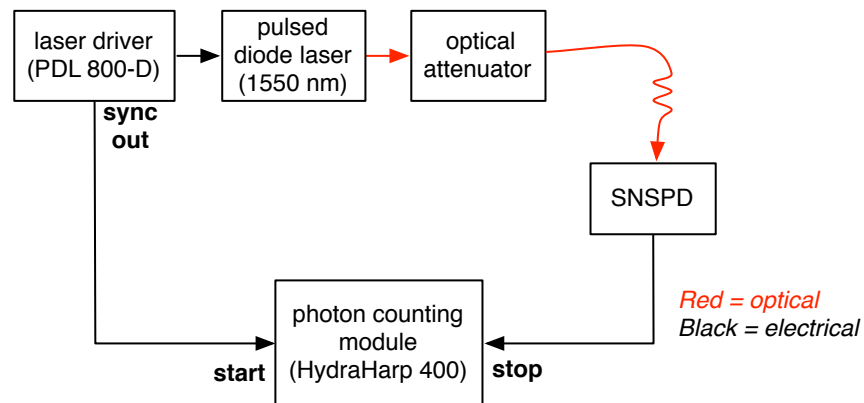 laser driver
(PDL 800-D)
pulsed
diode laser
(1550 nm)
optical
attenuator
sync
out
SNSPD
photon counting
module
(HydraHarp 400)
start
stop
Red = optical
Black = electrical